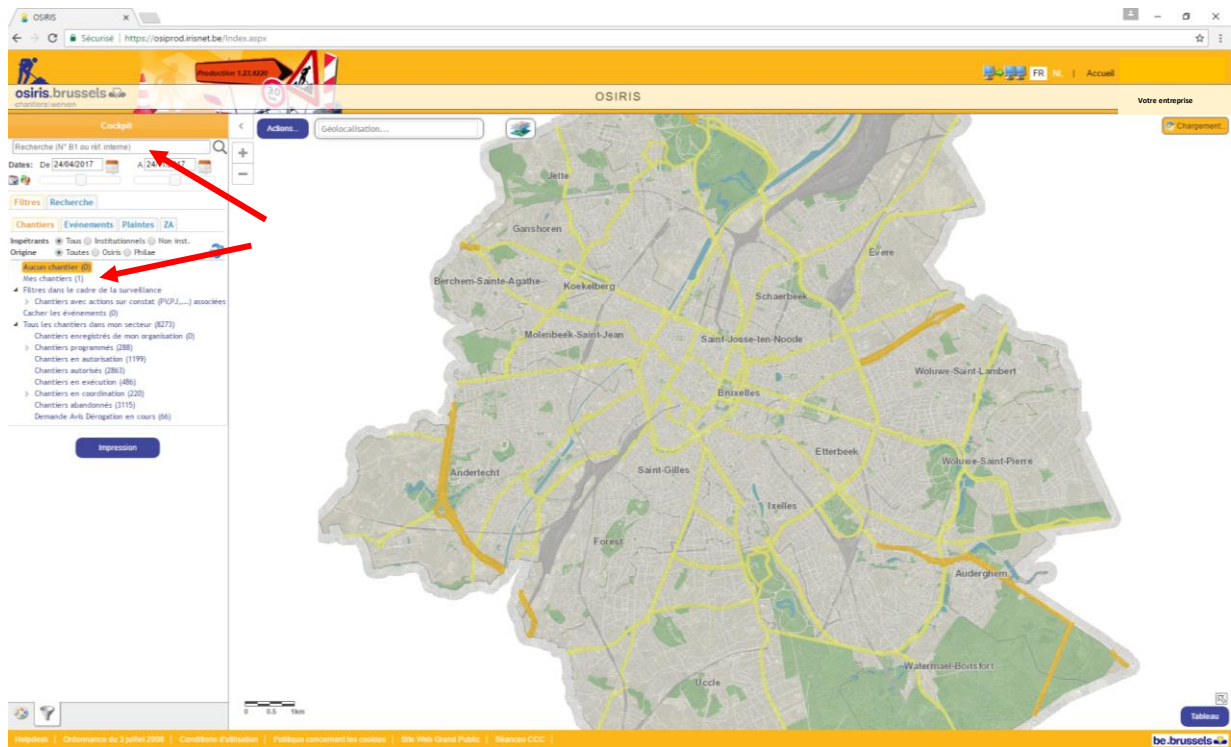 OSIRIS
Sécurisé | https://osiprod.irisnet.be/Index.aspx
Production 1.23.9220
30
FR NL | Accueil
osiris.brussels
chantiers/werven
OSIRIS
Votre entreprise
Cockpit
Actions...
Géolocalisation...
Chargement...
Recherche (N° B1 ou réf. interne)
Dates: De 24/04/2017 A
Filtres Recherche
Chantiers Evénements Plaintes ZA
Impétrants Tous Institutionnels Non inst.
Origine Toutes Osiris Philae
Aucun chantier (0)
Mes chantiers (1)
Filtres dans le cadre de la surveillance
Chantiers avec actions sur constat (PV,PJ,...) associées
Cacher les événements (0)
Tous les chantiers dans mon secteur (8273)
Chantiers enregistrés de mon organisation (0)
Chantiers programmés (288)
Chantiers en autorisation (1199)
Chantiers autorisés (2863)
Chantiers en exécution (486)
Chantiers en coordination (220)
Chantiers abandonnés (3115)
Demande Avis Dérogation en cours (66)
Impression
Jette
Ganshoren
Evere
Berchem-Sainte-Agathe
Koekelberg
Schaerbeek
Molenbeek-Saint-Jean
Saint-Josse-ten-Noode
Woluwe-Saint-Lambert
Bruxelles
Etterbeek
Woluwe-Saint-Pierre
Anderlecht
Saint-Gilles
Ixelles
Forest
Auderghem
Watermael-Boitsfort
Uccle
0 0.5 1km
Tableau
Helpdesk | Ordonnance du 3 juillet 2008 | Conditions d'utilisation | Politique concernant les cookies | Site Web Grand Public | Séances CCC |
be.brussels